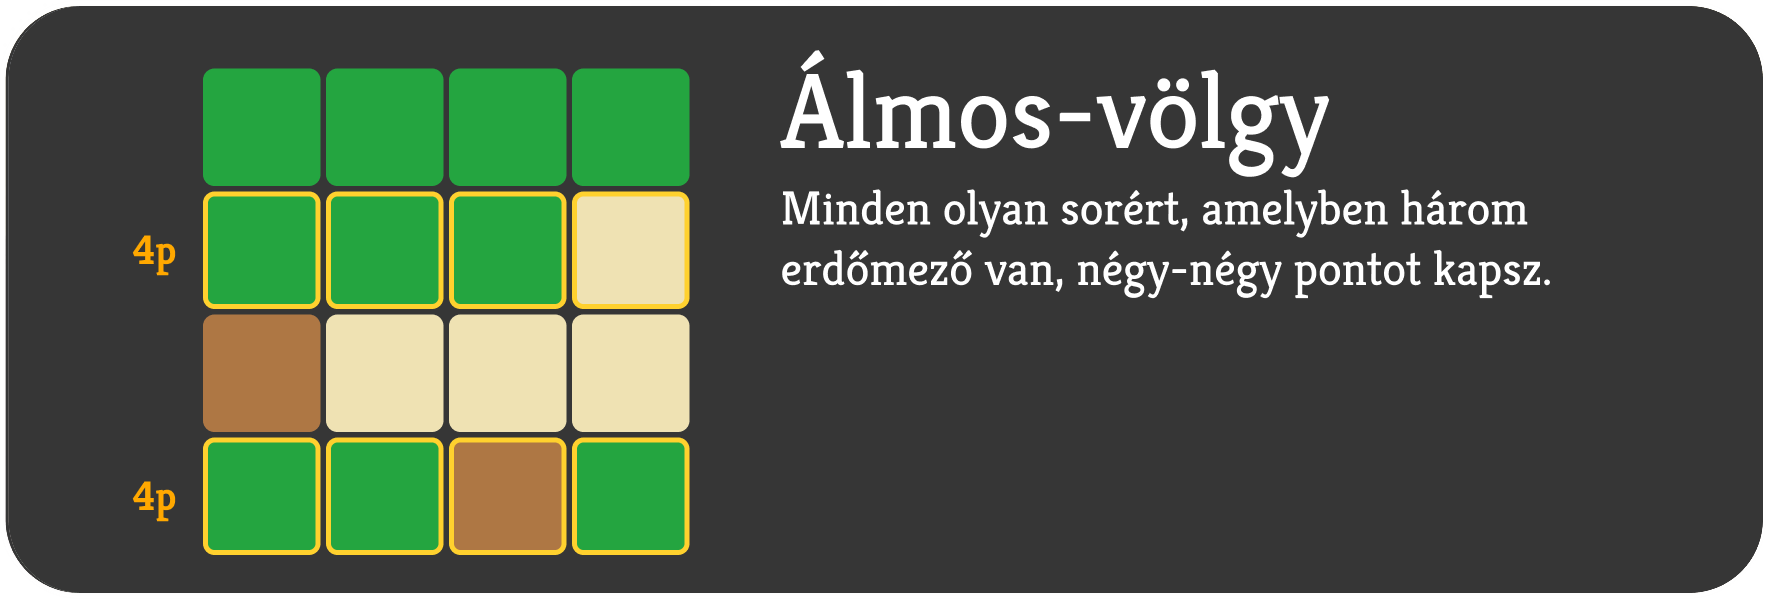 Álmos-völgy
Minden olyan sorért, amelyben három
erdőmező van, négy-négy pontot kapsz.
4p
4p